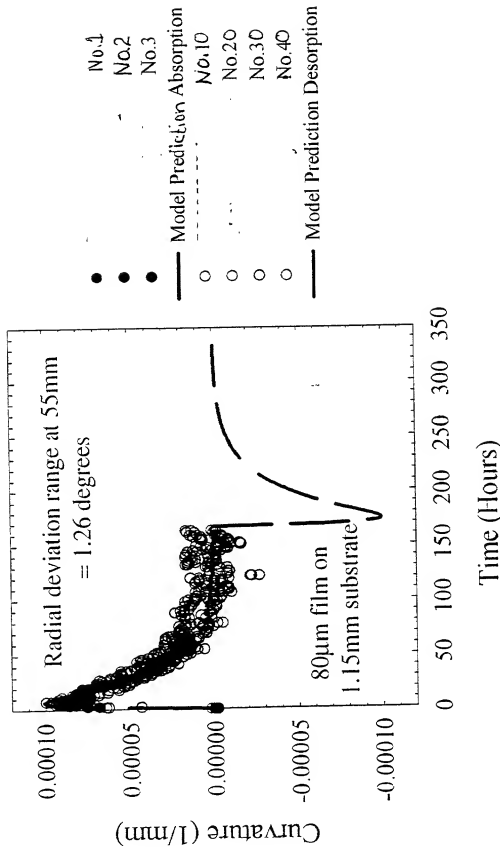 Radial deviation range at 55mm
= 1.26 degrees
80μm film on
1.15mm substrate
Curvature (1/mm)
0.00010
0.00005
0.00000
-0.00005
-0.00010
0
50
100
150
200
250
300
350
Time (Hours)
No.1
No.2
No.3
Model Prediction Absorption
No.10
No.20
No.30
No.40
Model Prediction Desorption